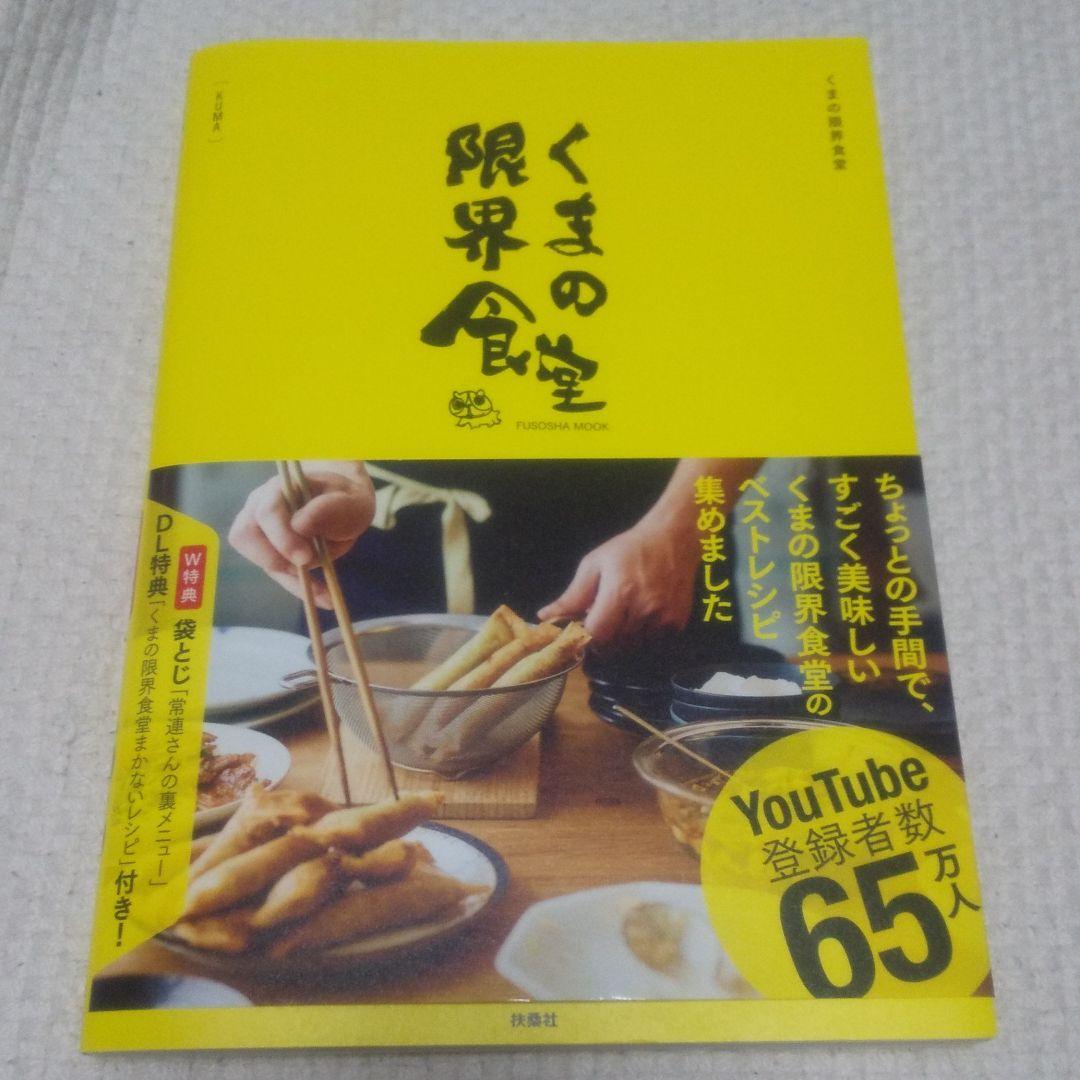 [KUMA]
くまの限界食堂
くまの
限界
食堂
FUSOSHA MOOK
ちょっとの手間で、
すごく美味しい
くまの限界食堂の
ベストレシピ
集めました
W特典
袋とじ「常連さんの裏メニュー」
DL特典「くまの限界食堂まかないレシピ」付き！
YouTube
登録者数
65万人
扶桑社